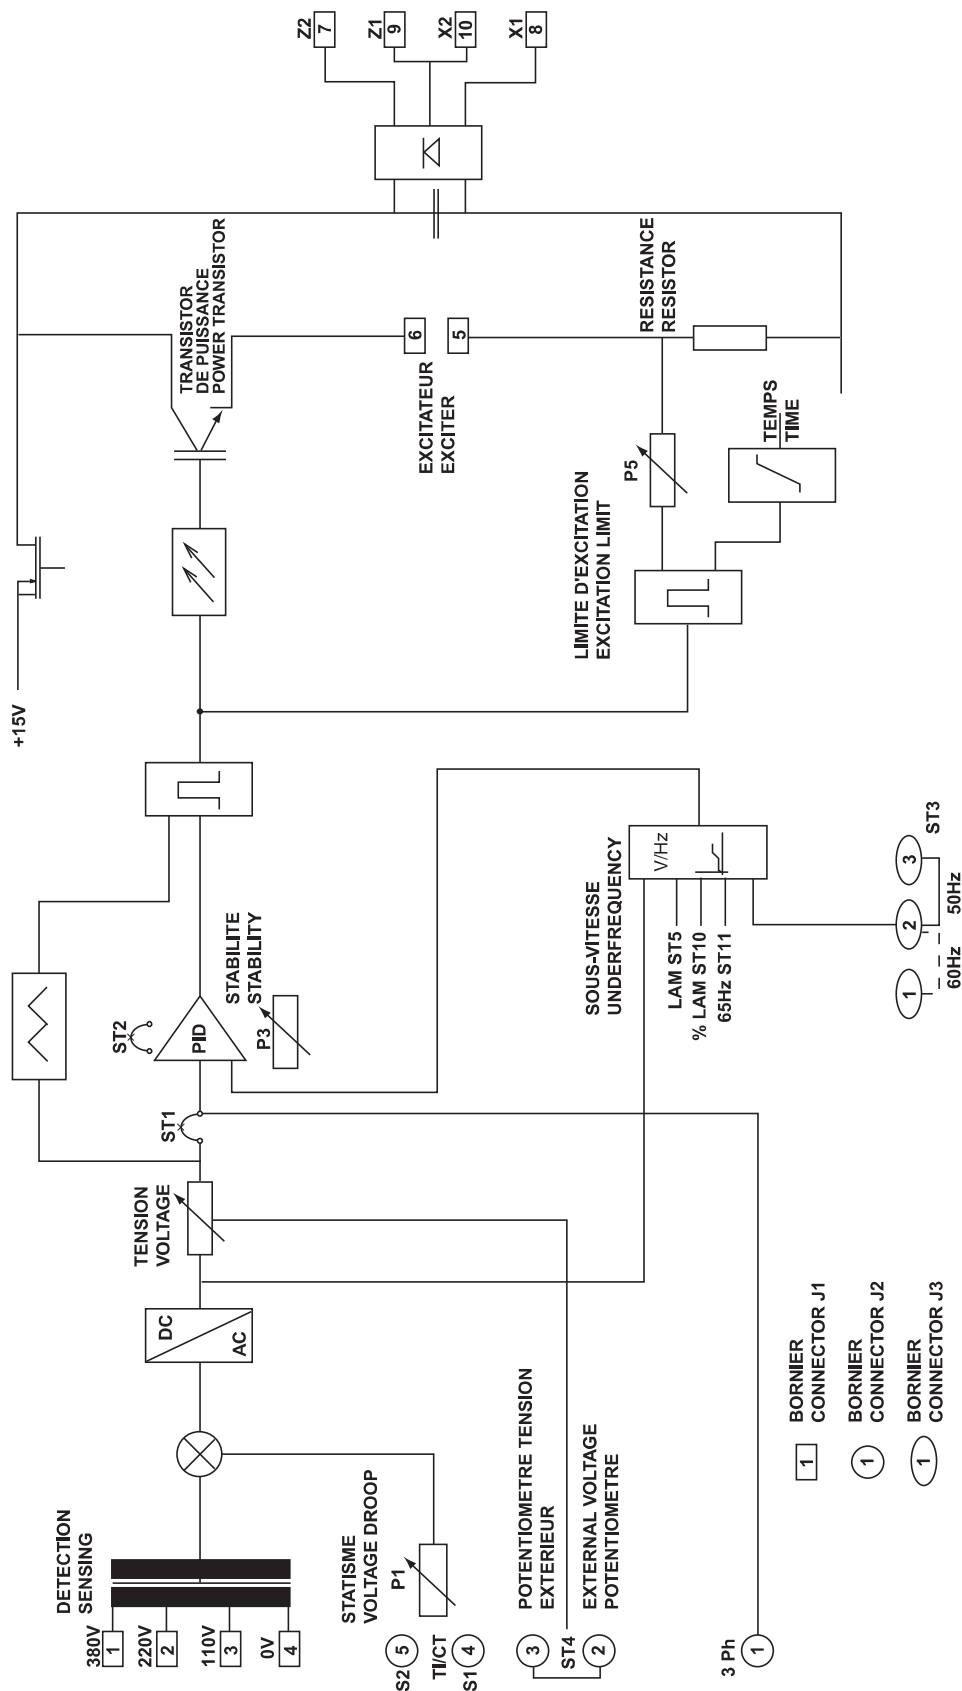 DETECTION
SENSING
380V
1
220V
2
110V
3
0V
4
STATISME
VOLTAGE DROOP
P1
S2
5
TI/CT
S1
4
POTENTIOMETRE TENSION
EXTERIEUR
3
ST4
2
EXTERNAL VOLTAGE
POTENTIOMETRE
3 Ph
1
DC
AC
TENSION
VOLTAGE
ST1
ST2
PID
STABILITE
STABILITY
P3
SOUS-VITESSE
UNDERFREQUENCY
V/Hz
LAM ST5
% LAM ST10
65Hz ST11
1
2
3
ST3
60Hz
50Hz
+15V
TRANSISTOR
DE PUISSANCE
POWER TRANSISTOR
LIMITE D'EXCITATION
EXCITATION LIMIT
P5
TEMPS
TIME
EXCITATEUR
EXCITER
6
5
RESISTANCE
RESISTOR
Z2
7
Z1
9
X2
10
X1
8
1
BORNIER
CONNECTOR J1
1
BORNIER
CONNECTOR J2
1
BORNIER
CONNECTOR J3